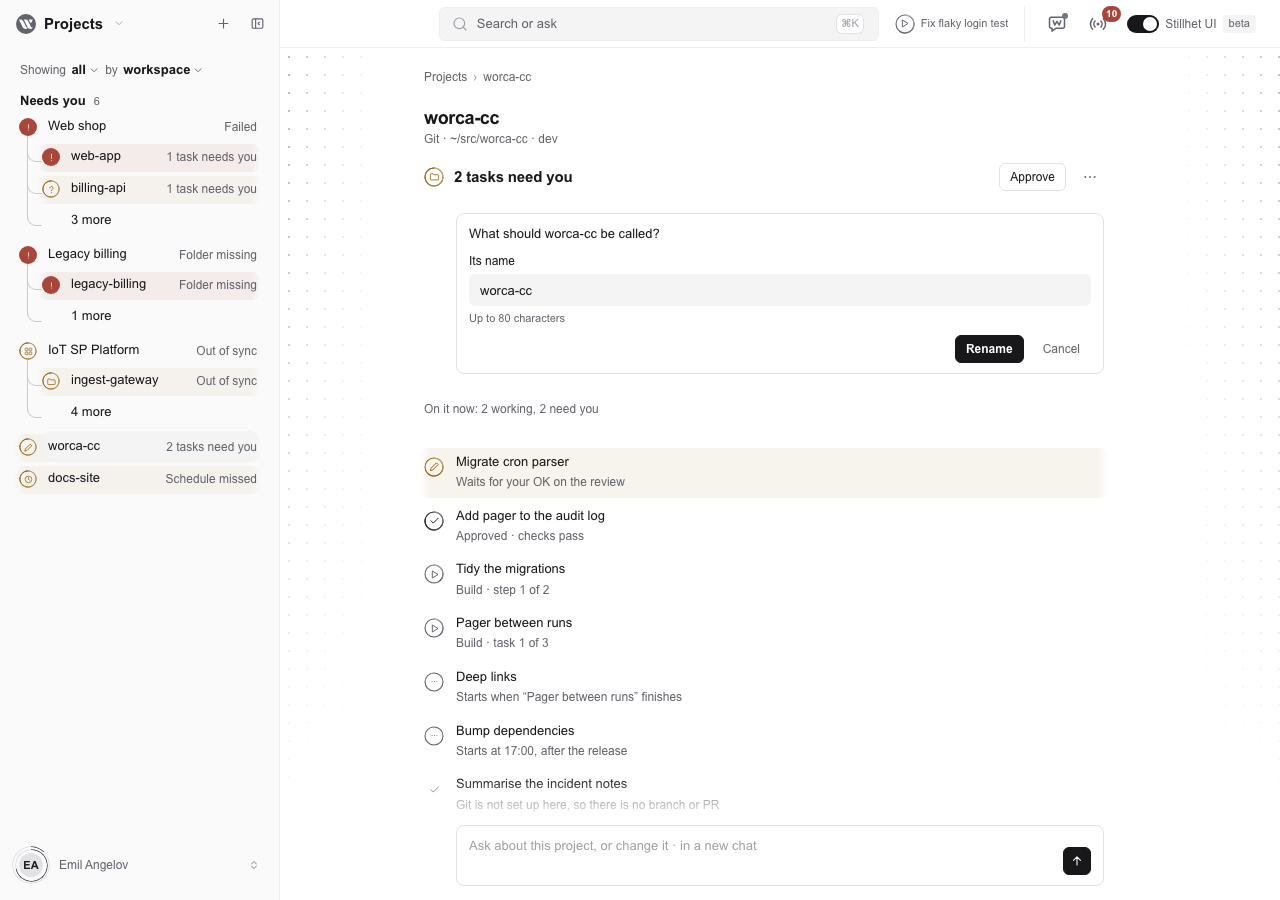 Projects
Search or ask
⌘K
Fix flaky login test
10
Stillhet UI
beta
Showing all by workspace
Needs you 6
Web shop Failed
web-app 1 task needs you
billing-api 1 task needs you
3 more
Legacy billing Folder missing
legacy-billing Folder missing
1 more
IoT SP Platform Out of sync
ingest-gateway Out of sync
4 more
worca-cc 2 tasks need you
docs-site Schedule missed
EA Emil Angelov
Projects › worca-cc
worca-cc
Git · ~/src/worca-cc · dev
2 tasks need you
Approve
What should worca-cc be called?
Its name
worca-cc
Up to 80 characters
Rename Cancel
On it now: 2 working, 2 need you
Migrate cron parser
Waits for your OK on the review
Add pager to the audit log
Approved · checks pass
Tidy the migrations
Build · step 1 of 2
Pager between runs
Build · task 1 of 3
Deep links
Starts when “Pager between runs” finishes
Bump dependencies
Starts at 17:00, after the release
Summarise the incident notes
Git is not set up here, so there is no branch or PR
Ask about this project, or change it · in a new chat